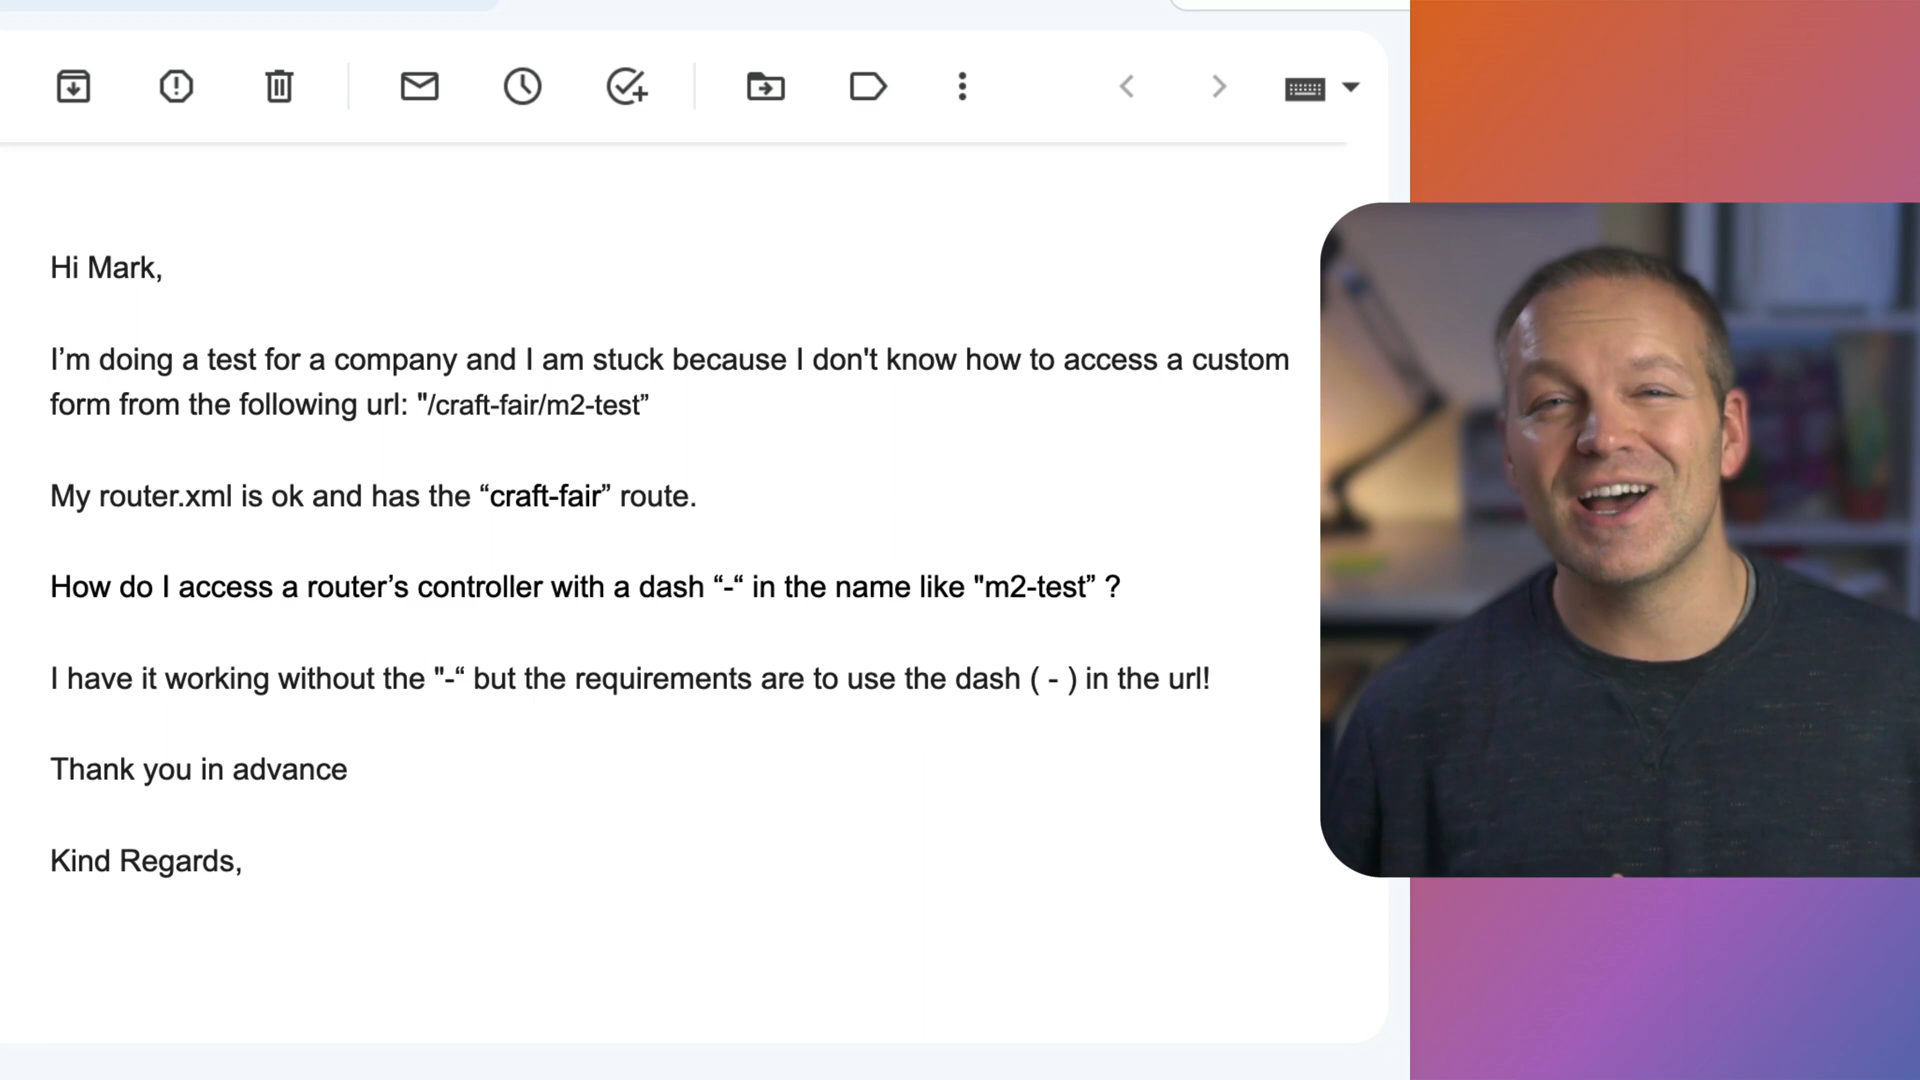 Hi Mark,
I’m doing a test for a company and I am stuck because I don't know how to access a custom
form from the following url: "/craft-fair/m2-test”
My router.xml is ok and has the “craft-fair” route.
How do I access a router’s controller with a dash “-“ in the name like "m2-test” ?
I have it working without the "-“ but the requirements are to use the dash ( - ) in the url!
Thank you in advance
Kind Regards,